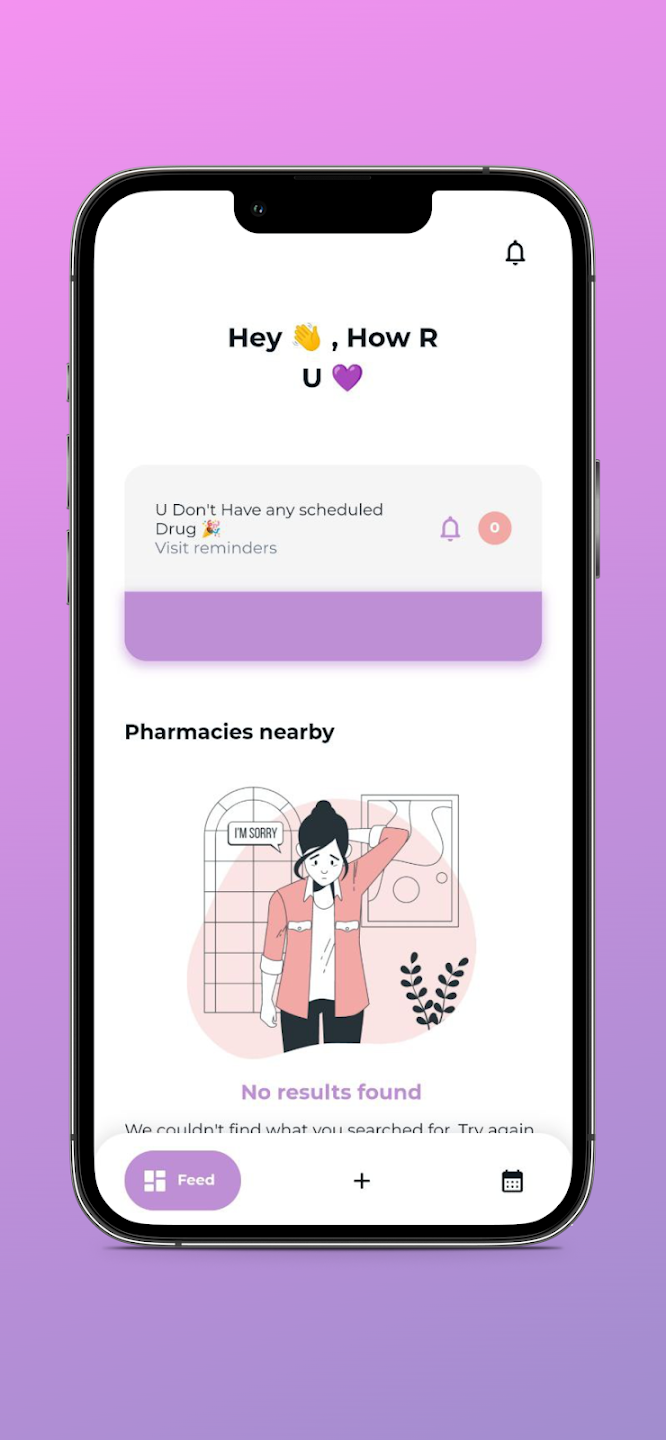 Hey 👋 , How R
U 💜
U Don't Have any scheduled
Drug 🎉
Visit reminders
0
Pharmacies nearby
I'M SORRY
No results found
We couldn't find what you searched for. Try again
Feed